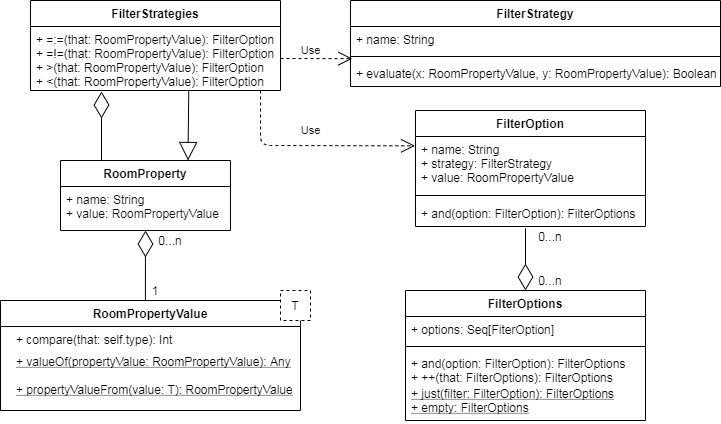 FilterStrategies
+ =:=(that: RoomPropertyValue): FilterOption
+ =!=(that: RoomPropertyValue): FilterOption
+ >(that: RoomPropertyValue): FilterOption
+ <(that: RoomPropertyValue): FilterOption
Use
FilterStrategy
+ name: String
+ evaluate(x: RoomPropertyValue, y: RoomPropertyValue): Boolean
Use
FilterOption
+ name: String
+ strategy: FilterStrategy
+ value: RoomPropertyValue
+ and(option: FilterOption): FilterOptions
RoomProperty
+ name: String
+ value: RoomPropertyValue
0...n
1
0...n
0...n
T
RoomPropertyValue
+ compare(that: self.type): Int
+ valueOf(propertyValue: RoomPropertyValue): Any
+ propertyValueFrom(value: T): RoomPropertyValue
FilterOptions
+ options: Seq[FiterOption]
+ and(option: FilterOption): FilterOptions
+ ++(that: FilterOptions): FilterOptions
+ just(filter: FilterOption): FilterOptions
+ empty: FilterOptions